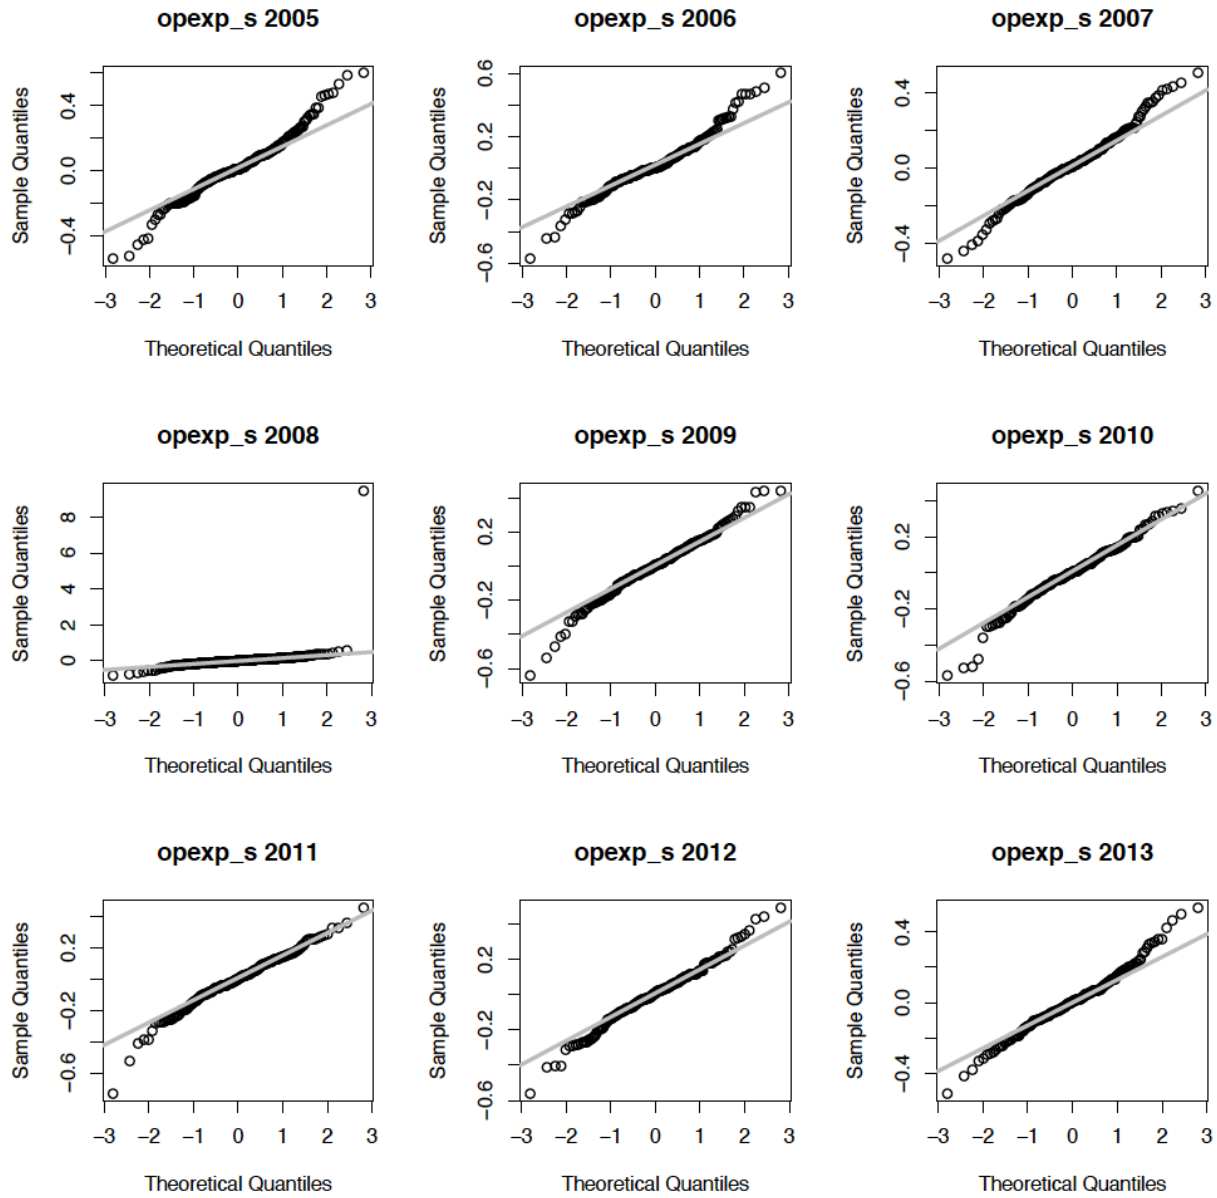 opexp_s 2005 opexp_s 2006 opexp_s 2007
Sample Quantiles
−0.4 0.0 0.4
−3 −2 −1 0 1 2 3
Theoretical Quantiles
Sample Quantiles
−0.6 −0.2 0.2 0.6
−3 −2 −1 0 1 2 3
Theoretical Quantiles
Sample Quantiles
−0.4 0.0 0.4
−3 −2 −1 0 1 2 3
Theoretical Quantiles
opexp_s 2008 opexp_s 2009 opexp_s 2010
Sample Quantiles
0 2 4 6 8
−3 −2 −1 0 1 2 3
Theoretical Quantiles
Sample Quantiles
−0.6 −0.2 0.2
−3 −2 −1 0 1 2 3
Theoretical Quantiles
Sample Quantiles
−0.6 −0.2 0.2
−3 −2 −1 0 1 2 3
Theoretical Quantiles
opexp_s 2011 opexp_s 2012 opexp_s 2013
Sample Quantiles
−0.6 −0.2 0.2
−3 −2 −1 0 1 2 3
Theoretical Quantiles
Sample Quantiles
−0.6 −0.2 0.2
−3 −2 −1 0 1 2 3
Theoretical Quantiles
Sample Quantiles
−0.4 0.0 0.4
−3 −2 −1 0 1 2 3
Theoretical Quantiles